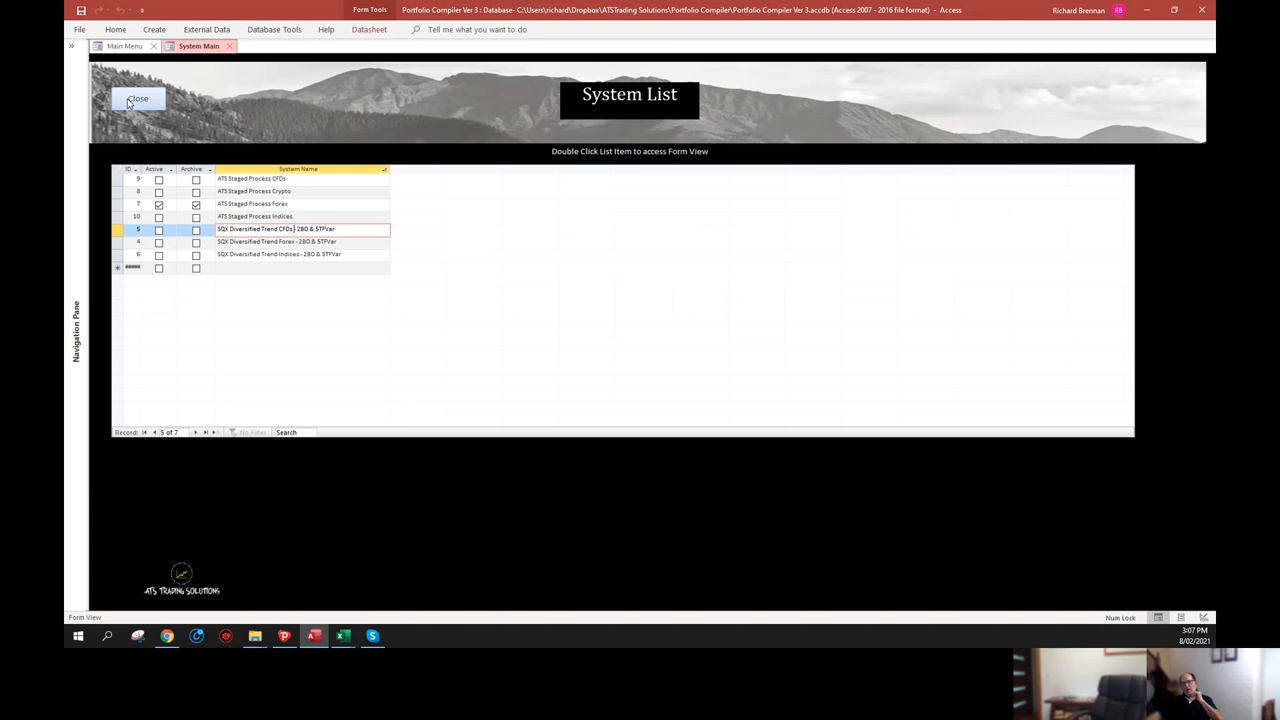 Form Tools
Portfolio Compiler Ver 3 : Database- C:\Users\richard\Dropbox\ATSTrading Solutions\Portfolio Compiler\Portfolio Compiler Ver 3.accdb (Access 2007 - 2016 file format) - Access
Richard Brennan
RB
File Home Create External Data Database Tools Help Datasheet Tell me what you want to do
Main Menu
System Main
Close
System List
Double Click List Item to access Form View
ID Active Archive System Name
9 ATS Staged Process CFDs
8 ATS Staged Process Crypto
7 ATS Staged Process Forex
10 ATS Staged Process Indices
5 SQX Diversified Trend CFDs - 2BO & STFVar
4 SQX Diversified Trend Forex - 2BO & STFVar
6 SQX Diversified Trend Indices - 2BO & STFVar
#####
Navigation Pane
Record: 5 of 7 No Filter Search
ATS TRADING SOLUTIONS
Form View
Num Lock
3:07 PM
8/02/2021